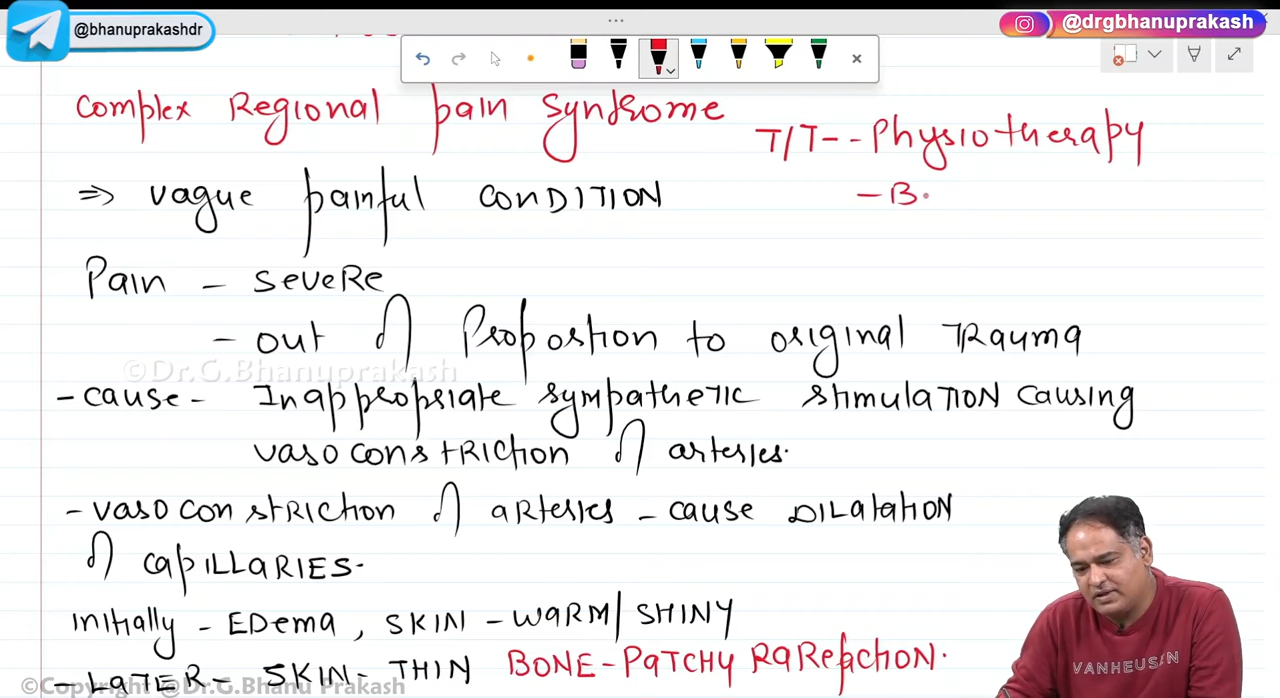 @bhanuprakashdr
@drgbhanuprakash
Complex Regional pain Syndrome
T/T-- Physiotherapy
- B.
⇒ vague painful CONDITION
Pain - severe
- out of Proportion to original Trauma
©Dr.G.Bhanuprakash
- cause - Inappropriate sympathetic stimulation causing
vasoconstriction of arteries.
- vasoconstriction of arteries - cause DILatation
of capillaries.
initially - EDema, SKIN - warm/SHINY
- LATER - SKIN - THIN BONE - PATCHY RaRefaction.
©Copyright @Dr.G.Bhanu Prakash
VANHEUSEN